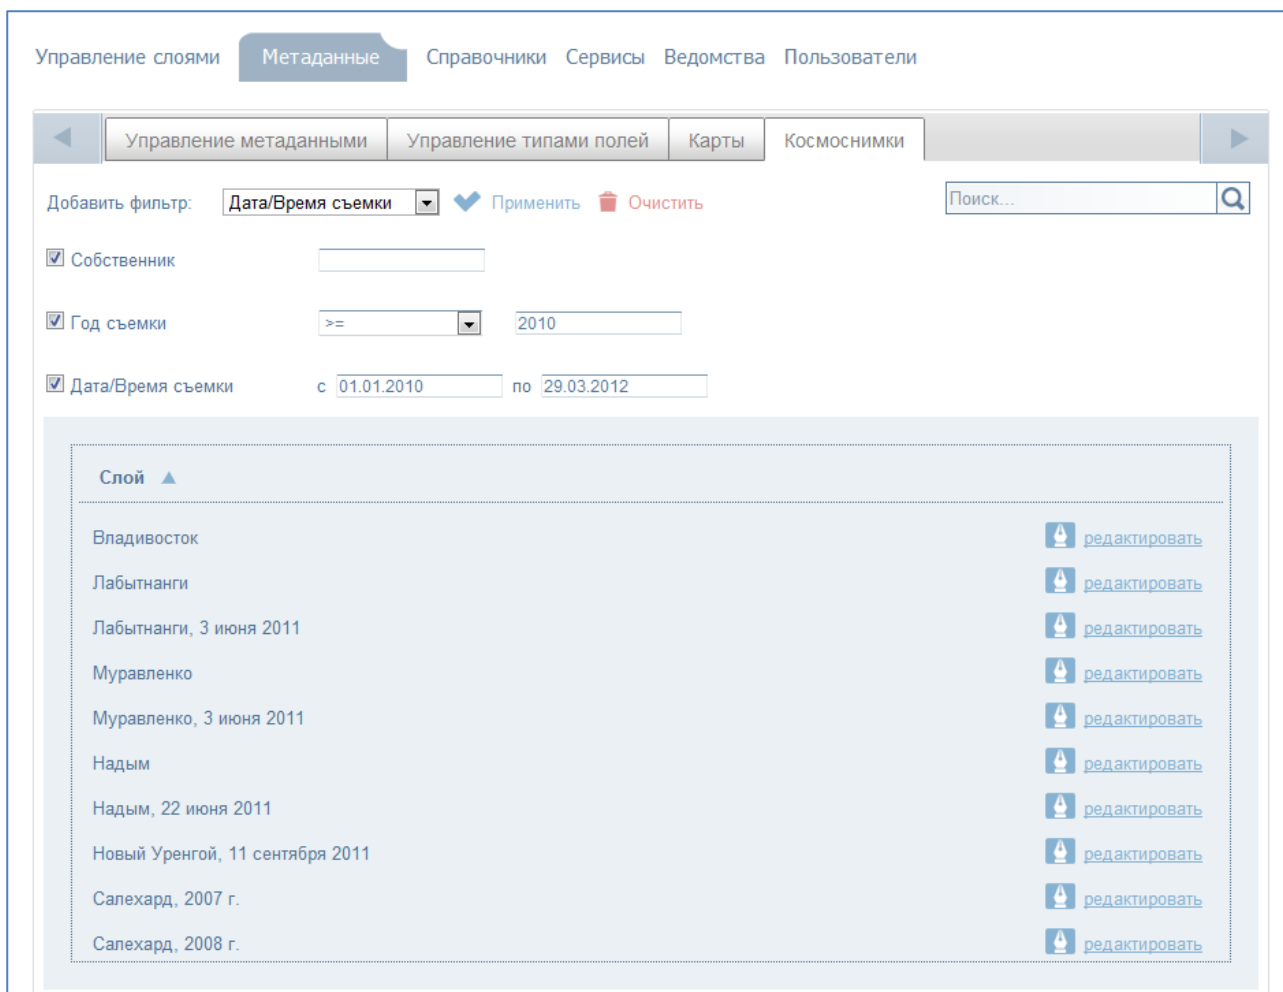 Управление слоями Метаданные Справочники Сервисы Ведомства Пользователи
Управление метаданными Управление типами полей Карты Космоснимки
Добавить фильтр: Дата/Время съемки Применить Очистить Поиск...
Собственник
Год съемки >= 2010
Дата/Время съемки с 01.01.2010 по 29.03.2012
Слой
Владивосток редактировать
Лабытнанги редактировать
Лабытнанги, 3 июня 2011 редактировать
Муравленко редактировать
Муравленко, 3 июня 2011 редактировать
Надым редактировать
Надым, 22 июня 2011 редактировать
Новый Уренгой, 11 сентября 2011 редактировать
Салехард, 2007 г. редактировать
Салехард, 2008 г. редактировать